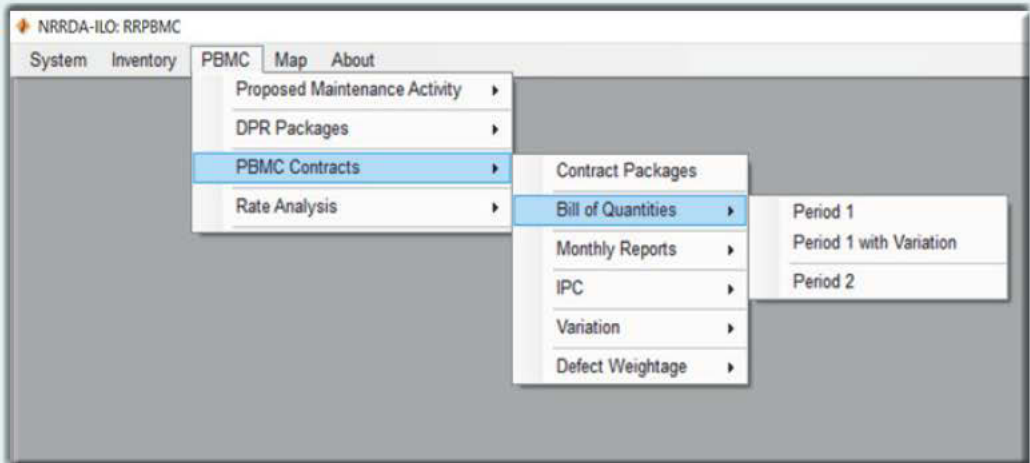 NRRDA-ILO: RRPBMC
System Inventory PBMC Map About
Proposed Maintenance Activity
DPR Packages
PBMC Contracts
Rate Analysis
Contract Packages
Bill of Quantities
Monthly Reports
IPC
Variation
Defect Weightage
Period 1
Period 1 with Variation
Period 2